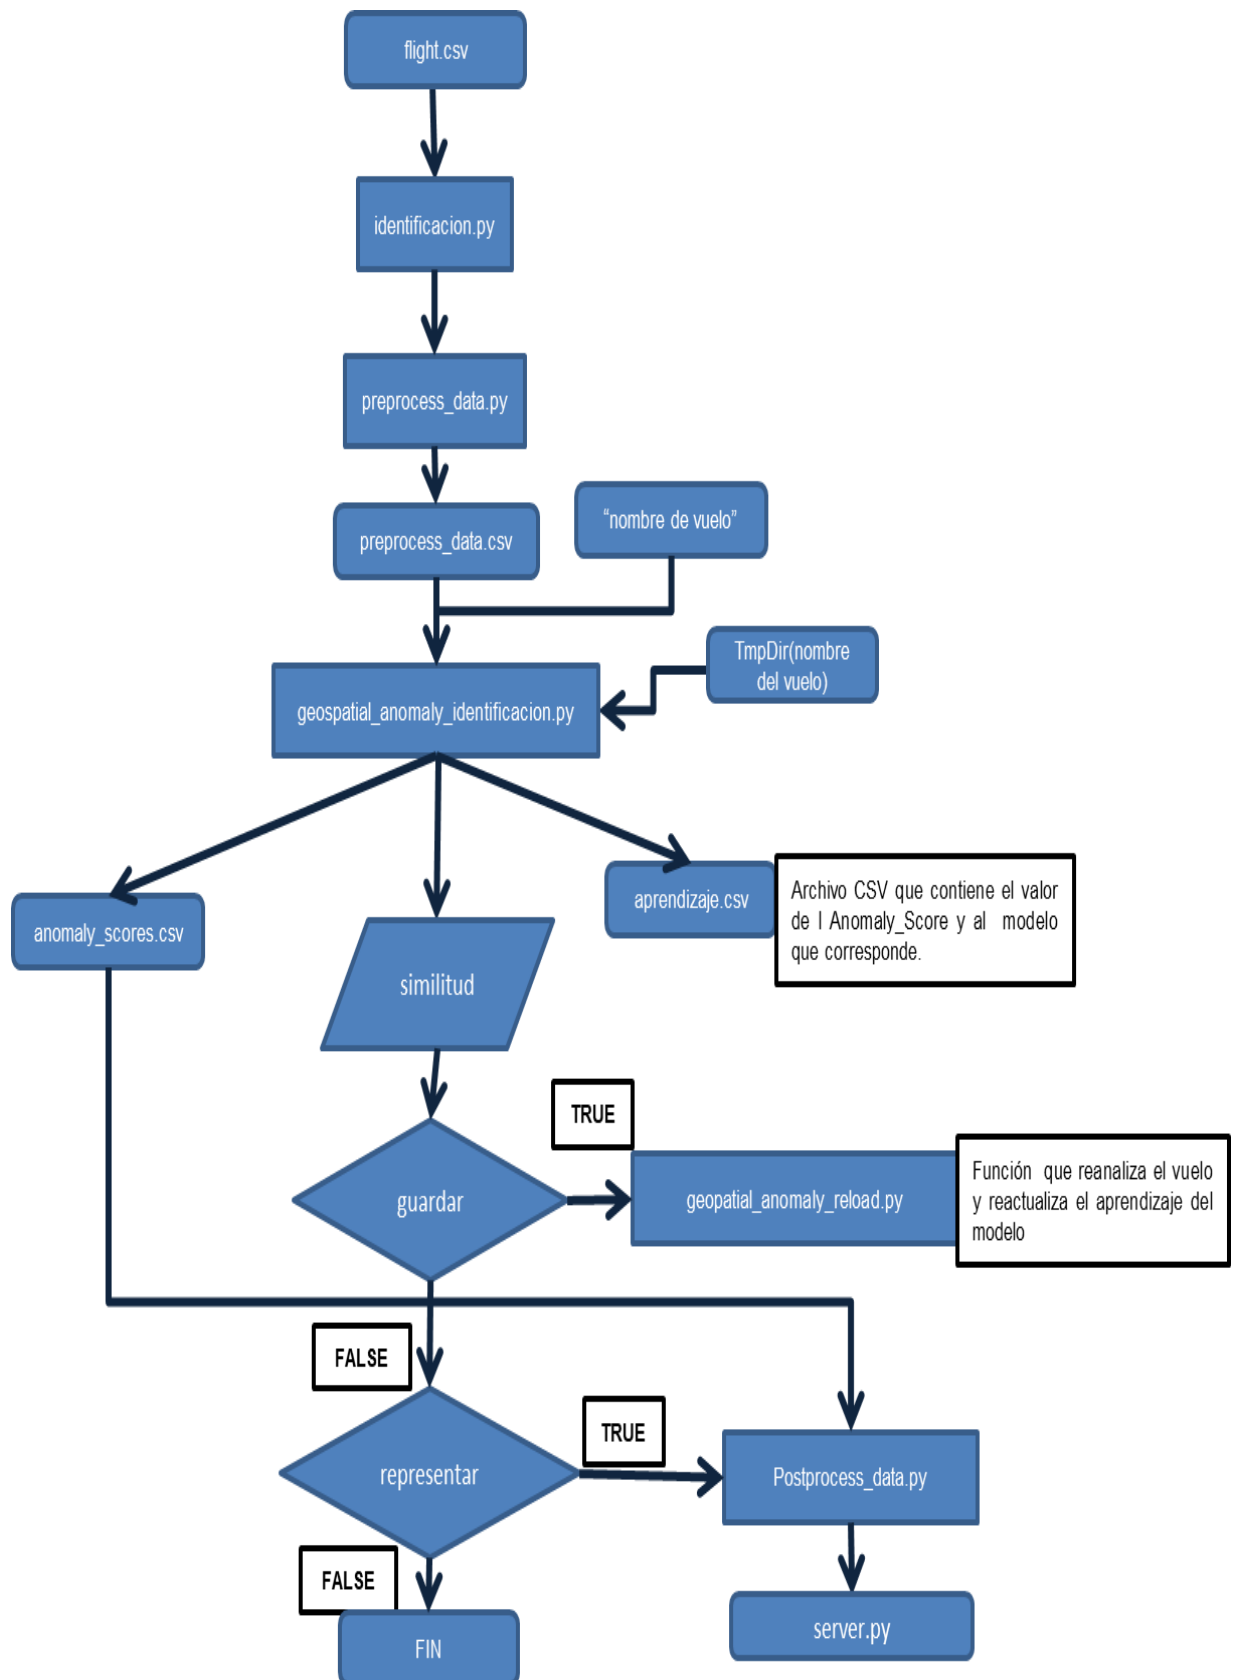 flight.csv
identificacion.py
preprocess_data.py
preprocess_data.csv
“nombre de vuelo”
TmpDir(nombre
del vuelo)
geospatial_anomaly_identificacion.py
anomaly_scores.csv
similitud
aprendizaje.csv
Archivo CSV que contiene el valor
de l Anomaly_Score y al modelo
que corresponde.
TRUE
guardar
geopatial_anomaly_reload.py
Función que reanaliza el vuelo
y reactualiza el aprendizaje del
modelo
FALSE
TRUE
representar
Postprocess_data.py
FALSE
FIN
server.py